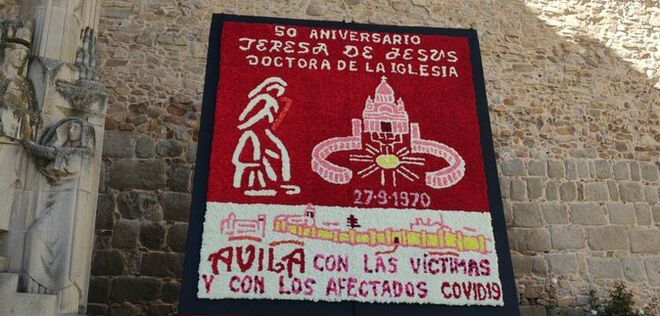 50 ANIVERSARIO
TERESA DE JESUS
DOCTORA DE LA IGLESIA
27-9-1970
AVILA CON LAS VÍCTIMAS
Y CON LOS AFECTADOS COVID19